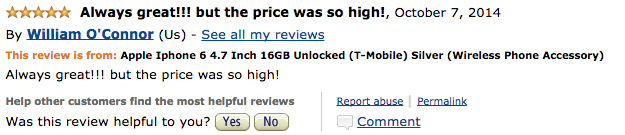 Always great!!! but the price was so high!, October 7, 2014
By William O'Connor (Us) - See all my reviews
This review is from: Apple Iphone 6 4.7 Inch 16GB Unlocked (T-Mobile) Silver (Wireless Phone Accessory)
Always great!!! but the price was so high!
Help other customers find the most helpful reviews
Was this review helpful to you? Yes No
Report abuse | Permalink
Comment